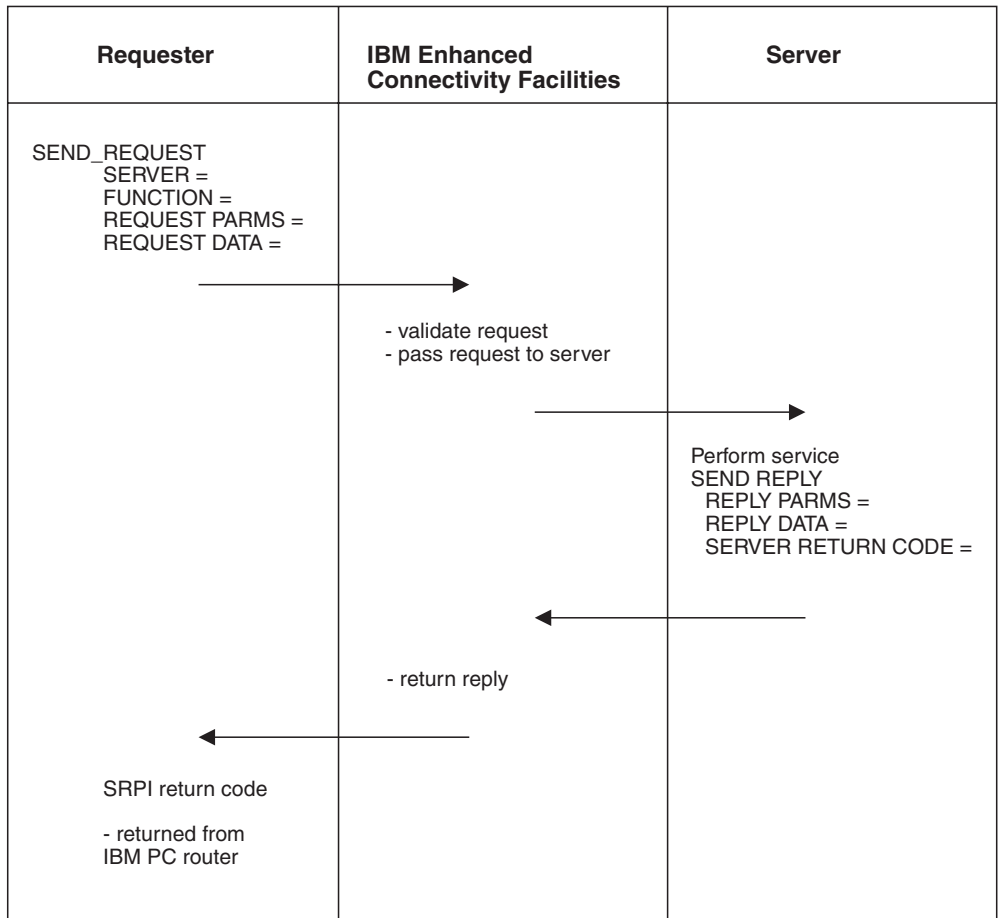 Requester
IBM Enhanced
Connectivity Facilities
Server
SEND_REQUEST
SERVER =
FUNCTION =
REQUEST PARMS =
REQUEST DATA =
- validate request
- pass request to server
Perform service
SEND REPLY
REPLY PARMS =
REPLY DATA =
SERVER RETURN CODE =
- return reply
SRPI return code
- returned from
IBM PC router